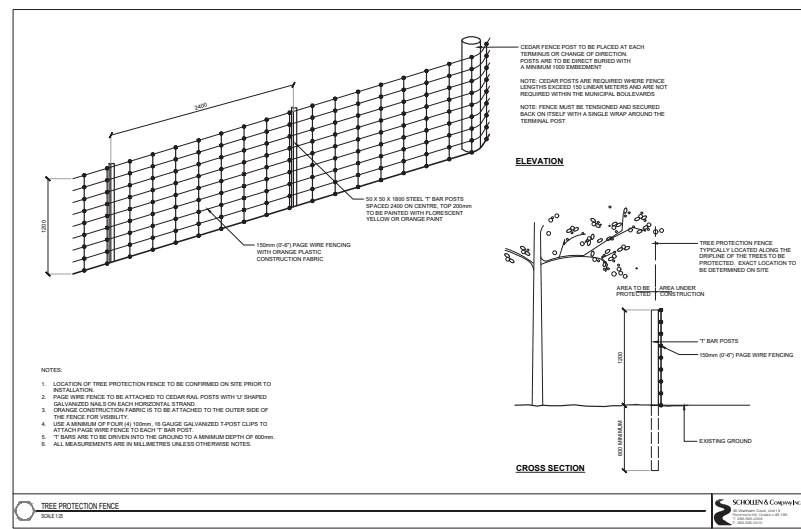 CEDAR FENCE POST TO BE PLACED AT EACH
TERMINUS OR CHANGE OF DIRECTION.
POSTS ARE TO BE DIRECT BURIED WITH
A MINIMUM 1000 EMBEDMENT
NOTE: CEDAR POSTS ARE REQUIRED WHERE FENCE
LENGTHS EXCEED 150 LINEAR METERS AND ARE NOT
REQUIRED WITHIN THE MUNICIPAL BOULEVARDS
NOTE: FENCE MUST BE TENSIONED AND SECURED
BACK ON ITSELF WITH A SINGLE WRAP AROUND THE
TERMINAL POST
ELEVATION
2400
1200
50 X 50 X 1800 STEEL 'T' BAR POSTS
SPACED 2400 ON CENTRE, TOP 200mm
TO BE PAINTED WITH FLORESCENT
YELLOW OR ORANGE PAINT
150mm (0'-6") PAGE WIRE FENCING
WITH ORANGE PLASTIC
CONSTRUCTION FABRIC
TREE PROTECTION FENCE
TYPICALLY LOCATED ALONG THE
DRIPLINE OF THE TREES TO BE
PROTECTED. EXACT LOCATION TO
BE DETERMINED ON SITE
AREA TO BE
PROTECTED
AREA UNDER
CONSTRUCTION
'T' BAR POSTS
150mm (0'-6") PAGE WIRE FENCING
1200
600 MINIMUM
EXISTING GROUND
CROSS SECTION
NOTES:
1. LOCATION OF TREE PROTECTION FENCE TO BE CONFIRMED ON SITE PRIOR TO
INSTALLATION.
2. PAGE WIRE FENCE TO BE ATTACHED TO CEDAR RAIL POSTS WITH 'U' SHAPED
GALVANIZED NAILS ON EACH HORIZONTAL STRAND.
3. ORANGE CONSTRUCTION FABRIC IS TO BE ATTACHED TO THE OUTER SIDE OF
THE FENCE FOR VISIBILITY.
4. USE A MINIMUM OF FOUR (4) 100mm, 16 GAUGE GALVANIZED T-POST CLIPS TO
ATTACH PAGE WIRE FENCE TO EACH 'T' BAR POST.
5. 'T' BARS ARE TO BE DRIVEN INTO THE GROUND TO A MINIMUM DEPTH OF 600mm.
6. ALL MEASUREMENTS ARE IN MILLIMETRES UNLESS OTHERWISE NOTES.
TREE PROTECTION FENCE
SCALE 1:25
SCHOLLEN & Company Inc.